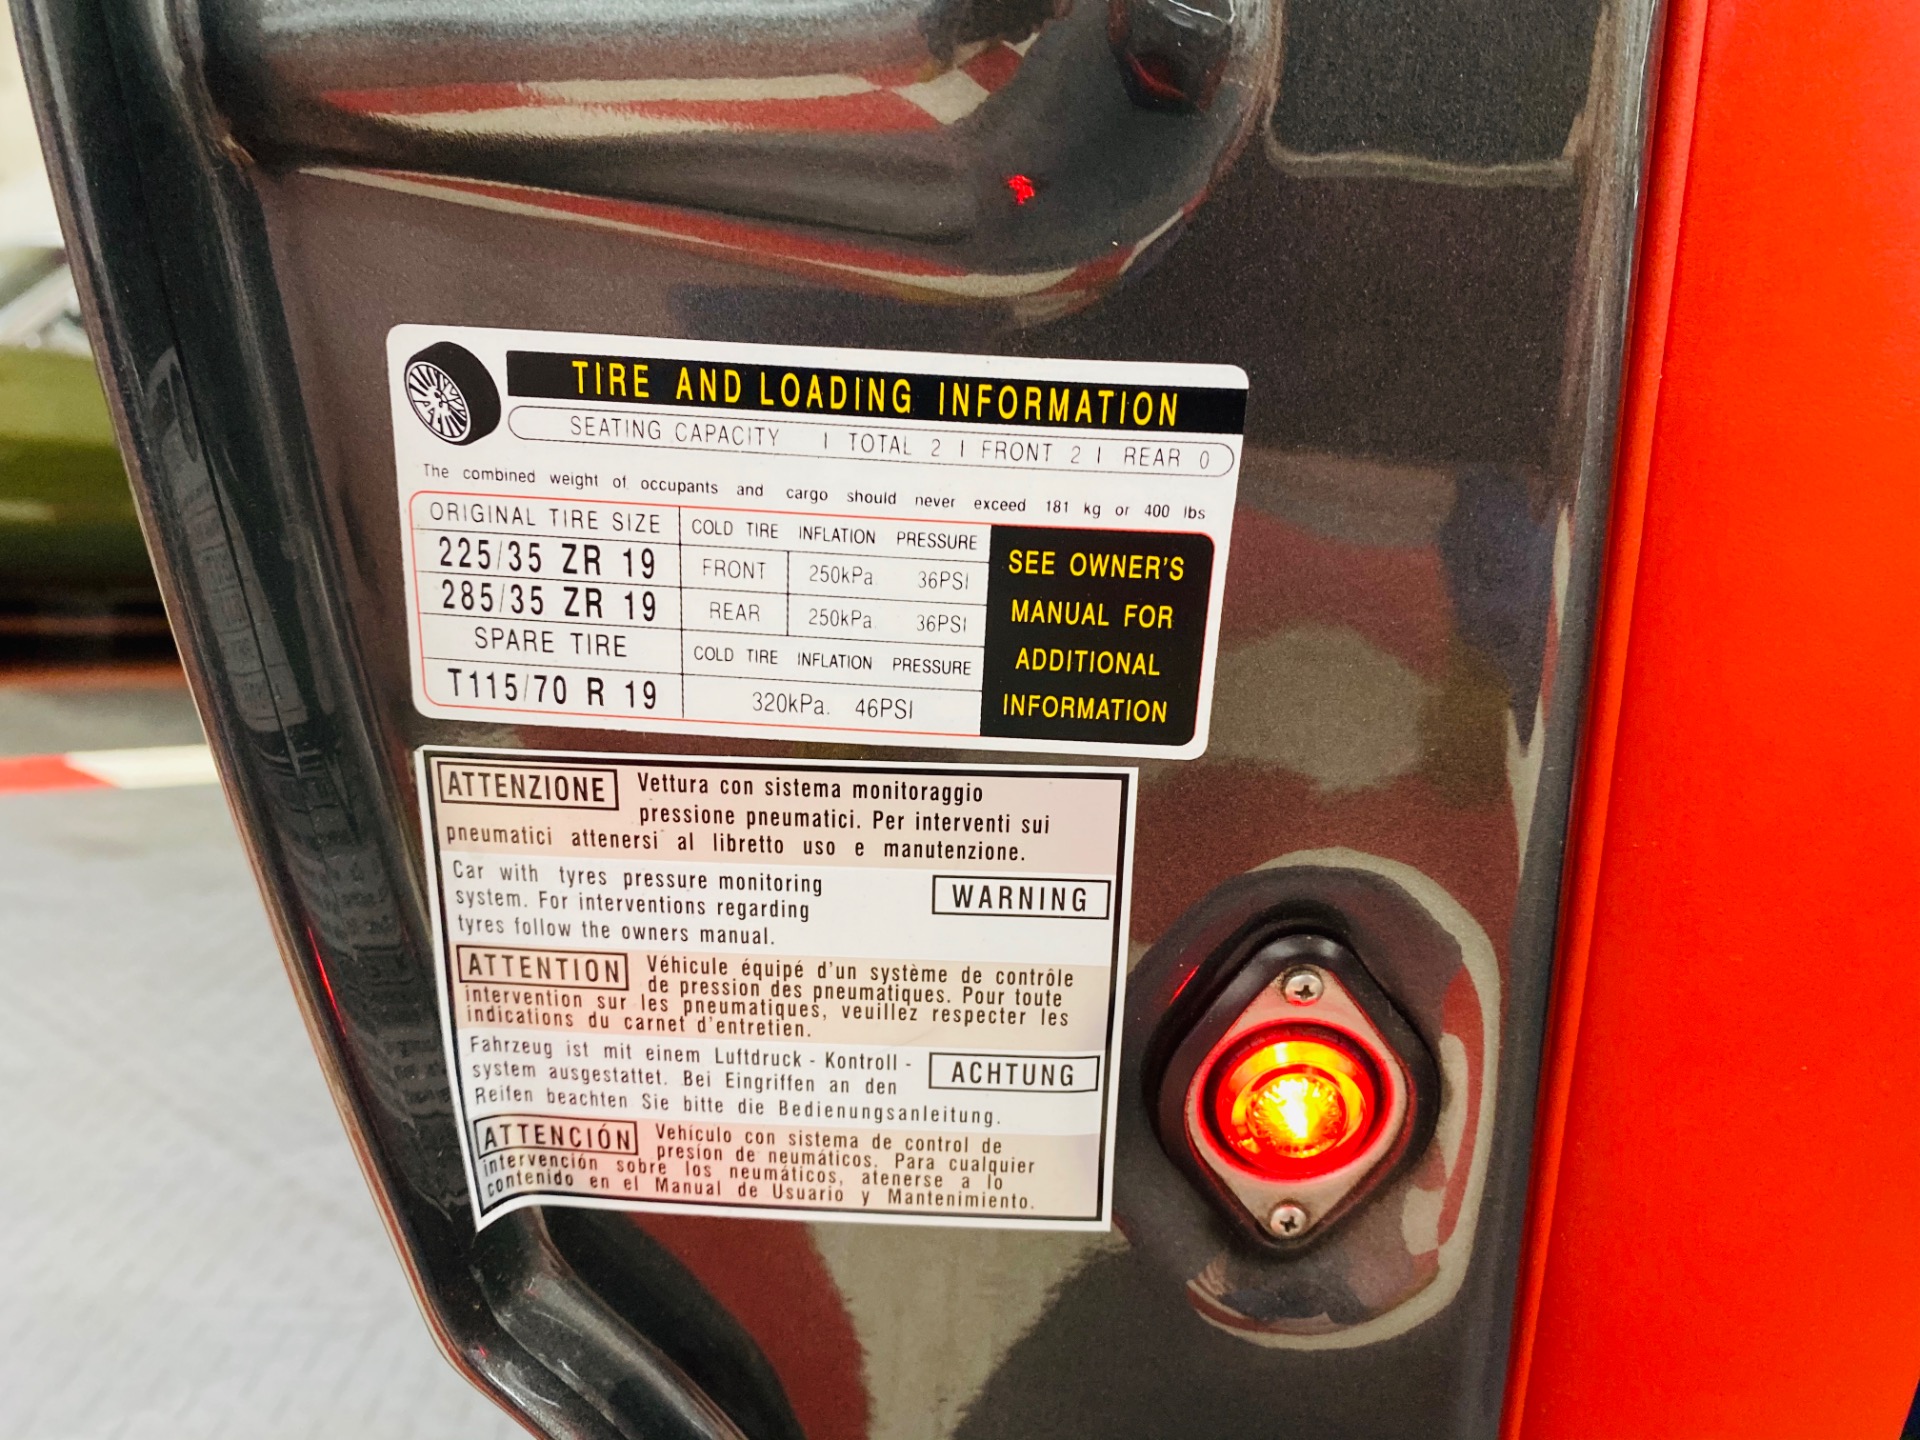 TIRE AND LOADING INFORMATION
SEATING CAPACITY | TOTAL 2 | FRONT 2 | REAR 0
The combined weight of occupants and cargo should never exceed 181 kg or 400 lbs
ORIGINAL TIRE SIZE
COLD TIRE INFLATION PRESSURE
225/35 ZR 19
FRONT 250kPa 36PSI
285/35 ZR 19
REAR 250kPa 36PSI
SPARE TIRE
COLD TIRE INFLATION PRESSURE
T115/70 R 19
320kPa. 46PSI
SEE OWNER'S
MANUAL FOR
ADDITIONAL
INFORMATION
ATTENZIONE Vettura con sistema monitoraggio
pressione pneumatici. Per interventi sui
pneumatici attenersi al libretto uso e manutenzione.
Car with tyres pressure monitoring
system. For interventions regarding
tyres follow the owners manual.
WARNING
ATTENTION Véhicule équipé d'un système de contrôle
de pression des pneumatiques. Pour toute
intervention sur les pneumatiques, veuillez respecter les
indications du carnet d'entretien.
Fahrzeug ist mit einem Luftdruck - Kontroll -
system ausgestattet. Bei Eingriffen an den
Reifen beachten Sie bitte die Bedienungsanleitung.
ACHTUNG
ATTENCIÓN Vehículo con sistema de control de
presion de neumáticos. Para cualquier
intervención sobre los neumáticos, atenerse a lo
contenido en el Manual de Usuario y Mantenimiento.